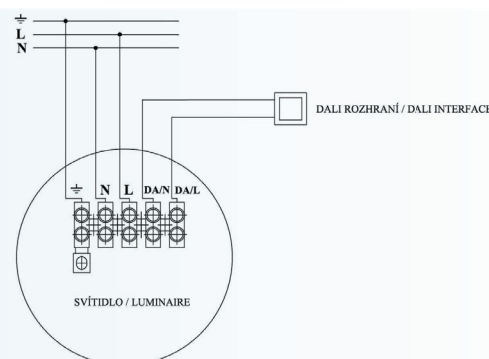 ⏚
L
N
DALI ROZHRANÍ / DALI INTERFACE
⏚ N L DA/N DA/L
SVÍTIDLO / LUMINAIRE